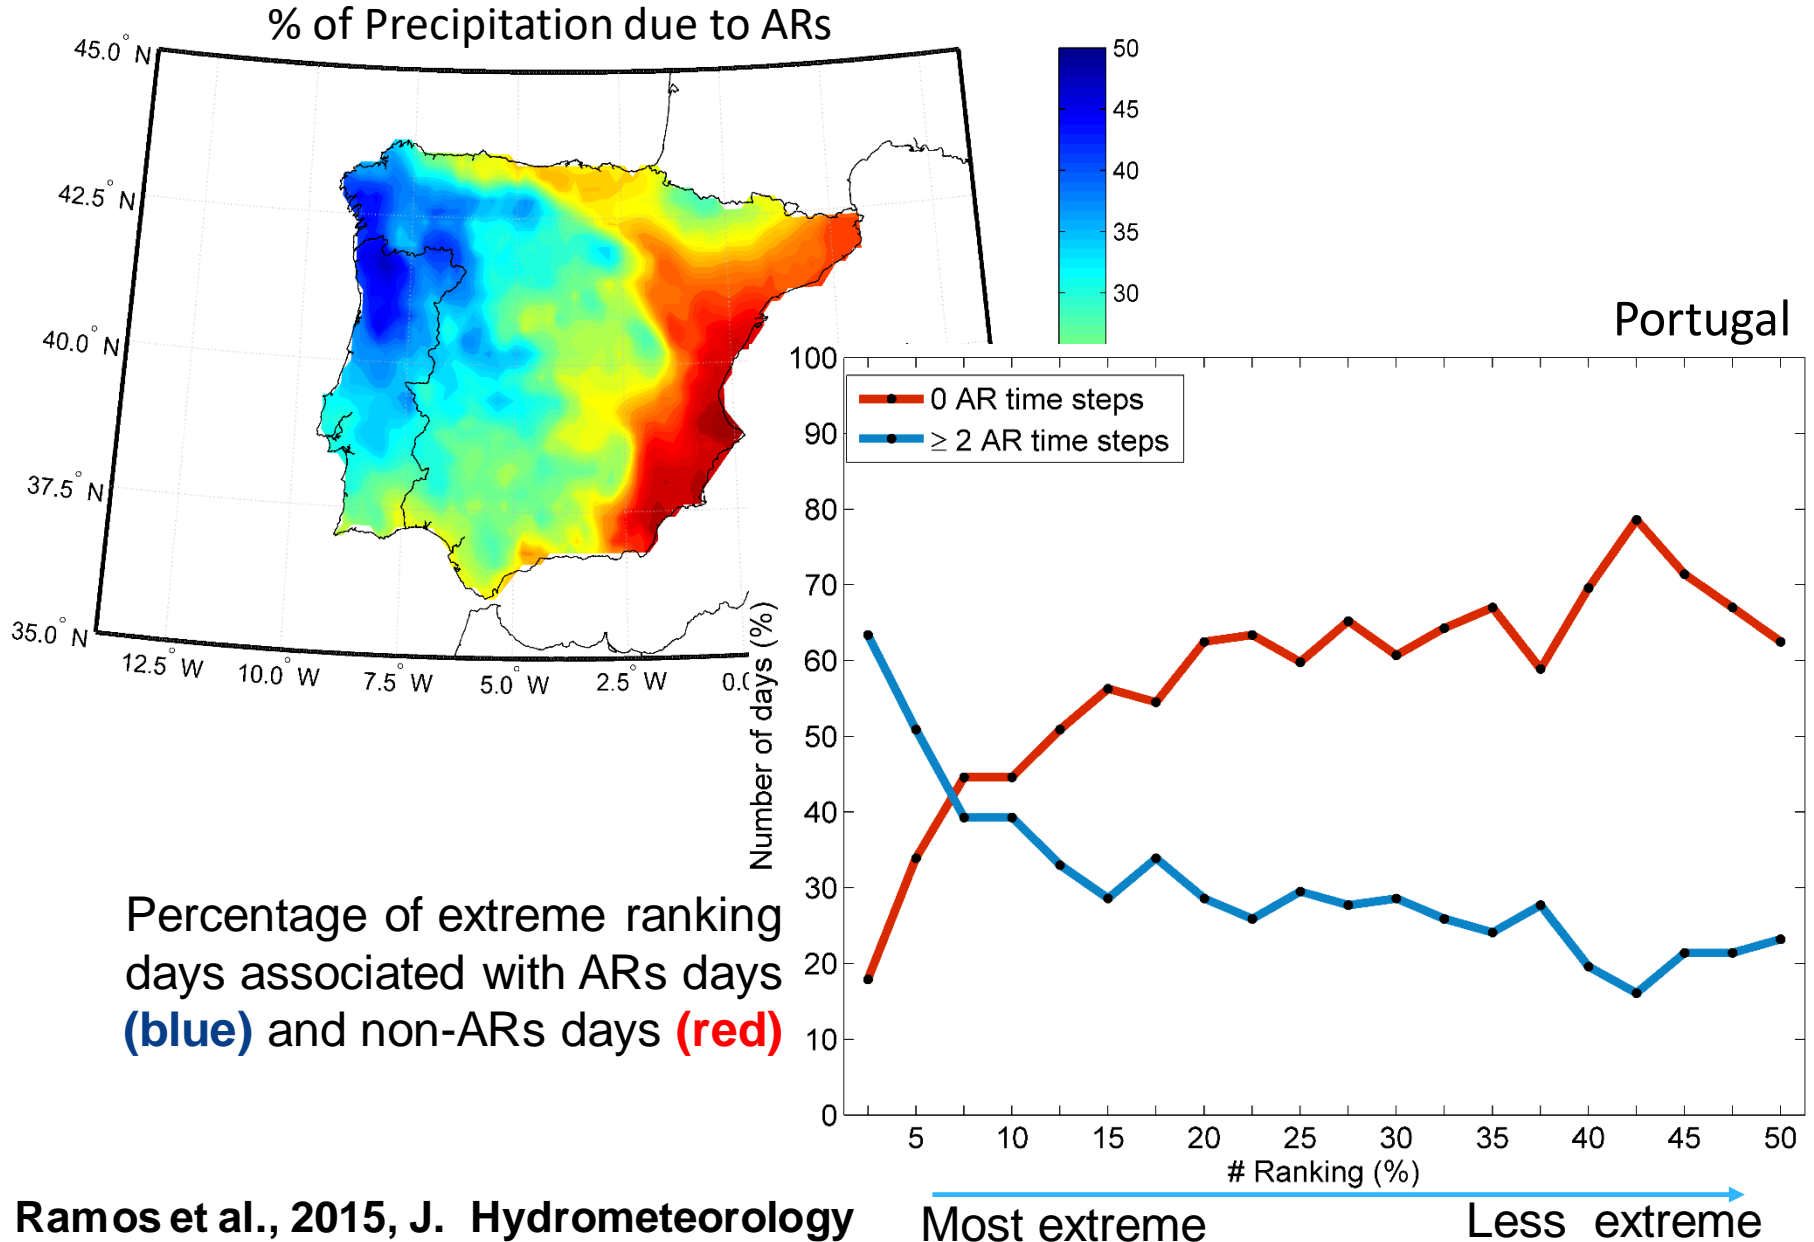 % of Precipitation due to ARs
45.0° N
42.5° N
40.0° N
37.5° N
35.0° N
12.5° W
10.0° W
7.5° W
5.0° W
2.5° W
0.0
50
45
40
35
30
Portugal
0 AR time steps
≥ 2 AR time steps
100
90
80
70
60
50
40
30
20
10
0
Number of days (%)
5 10 15 20 25 30 35 40 45 50
# Ranking (%)
Most extreme
Less extreme
Percentage of extreme ranking
days associated with ARs days
(blue) and non-ARs days (red)
Ramos et al., 2015, J. Hydrometeorology